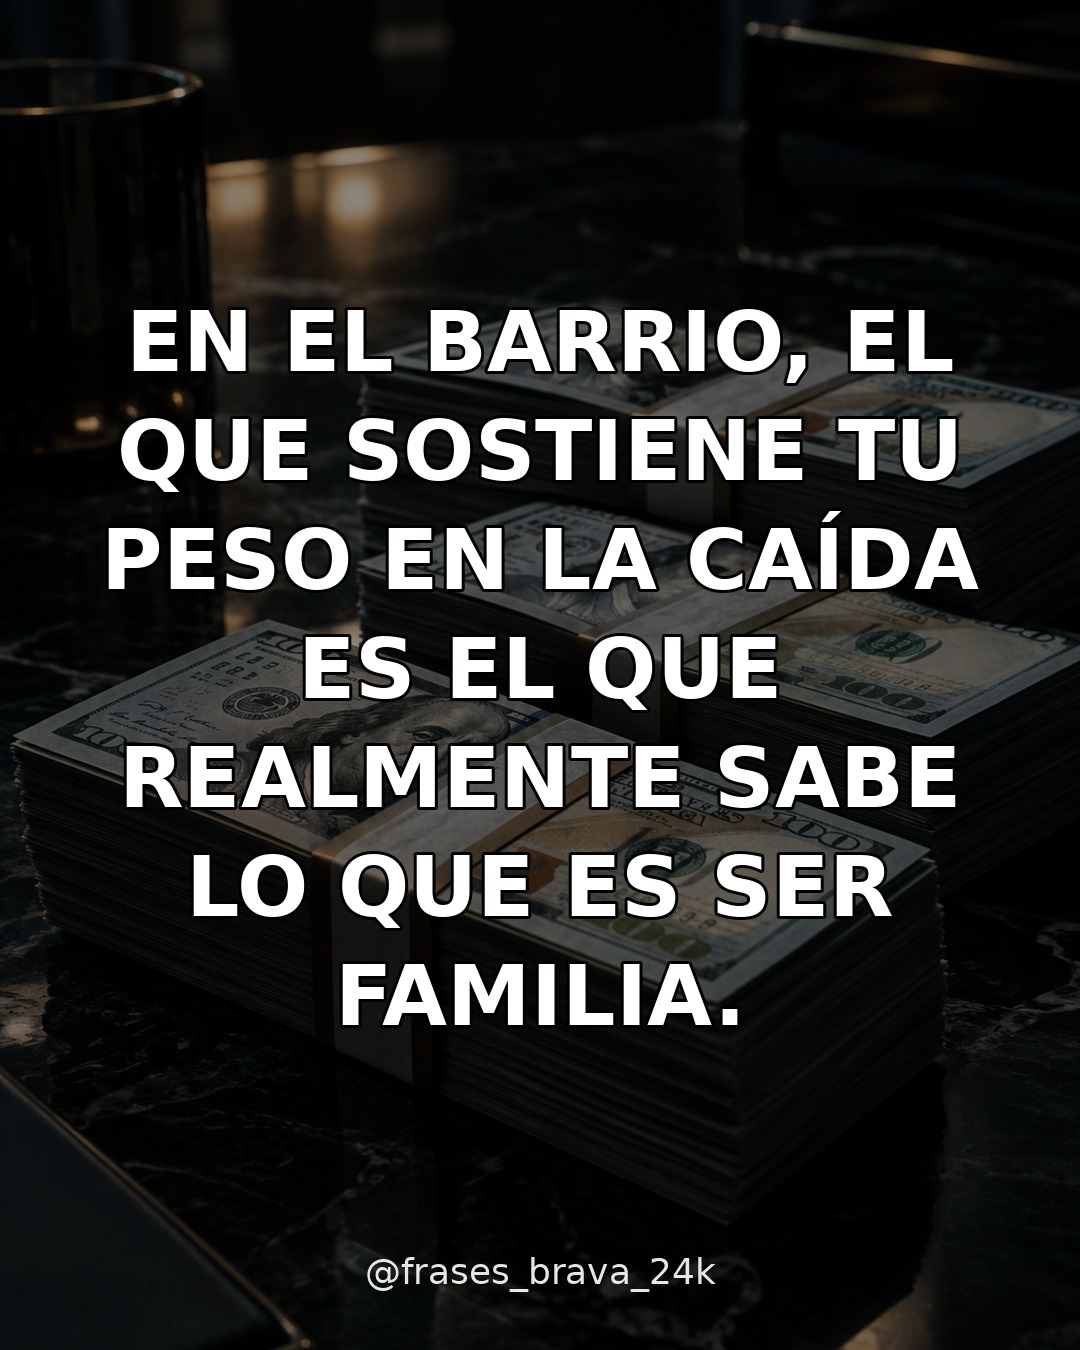 EN EL BARRIO, EL
QUE SOSTIENE TU
PESO EN LA CAÍDA
ES EL QUE
REALMENTE SABE
LO QUE ES SER
FAMILIA.
@frases_brava_24k